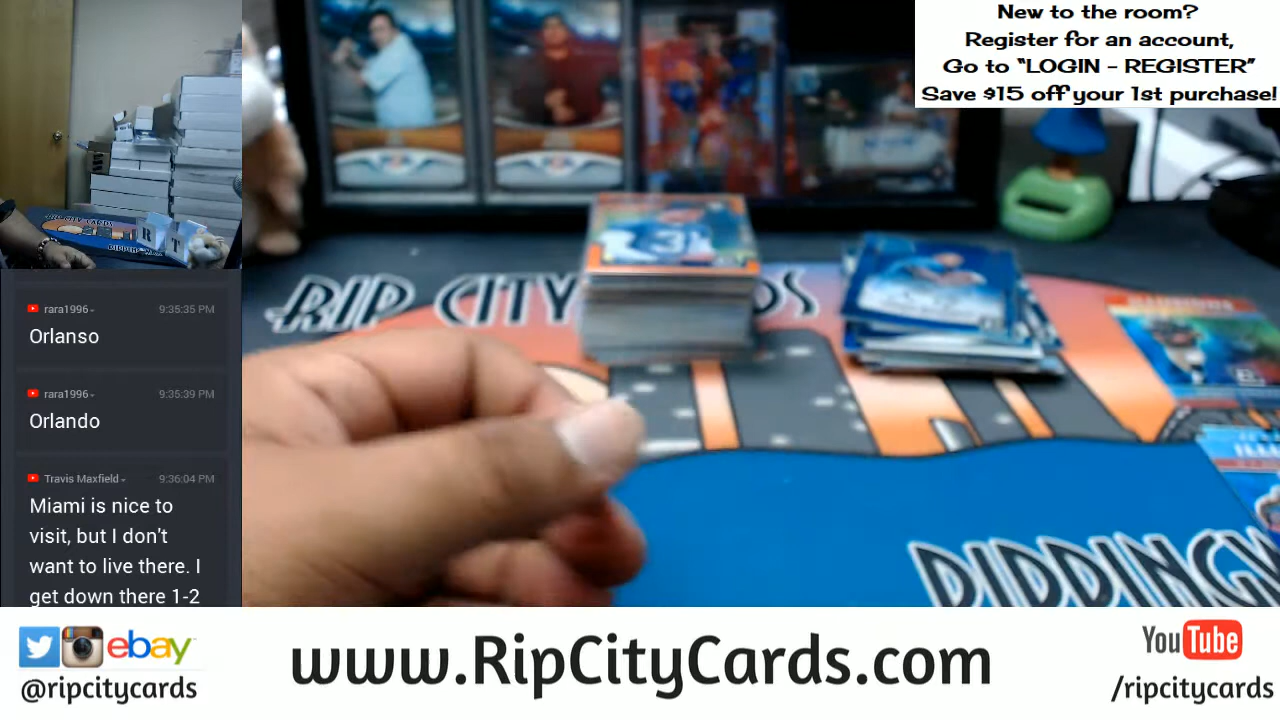 New to the room?
Register for an account,
Go to “LOGIN - REGISTER”
Save $15 off your 1st purchase!
rara1996
9:35:35 PM
Orlanso
rara1996
9:35:39 PM
Orlando
Travis Maxfield
9:36:04 PM
Miami is nice to
visit, but I don't
want to live there. I
get down there 1-2
RIP CITY
RIP CITY CARDS
R T
ebay
@ripcitycards
www.RipCityCards.com
YouTube
/ripcitycards